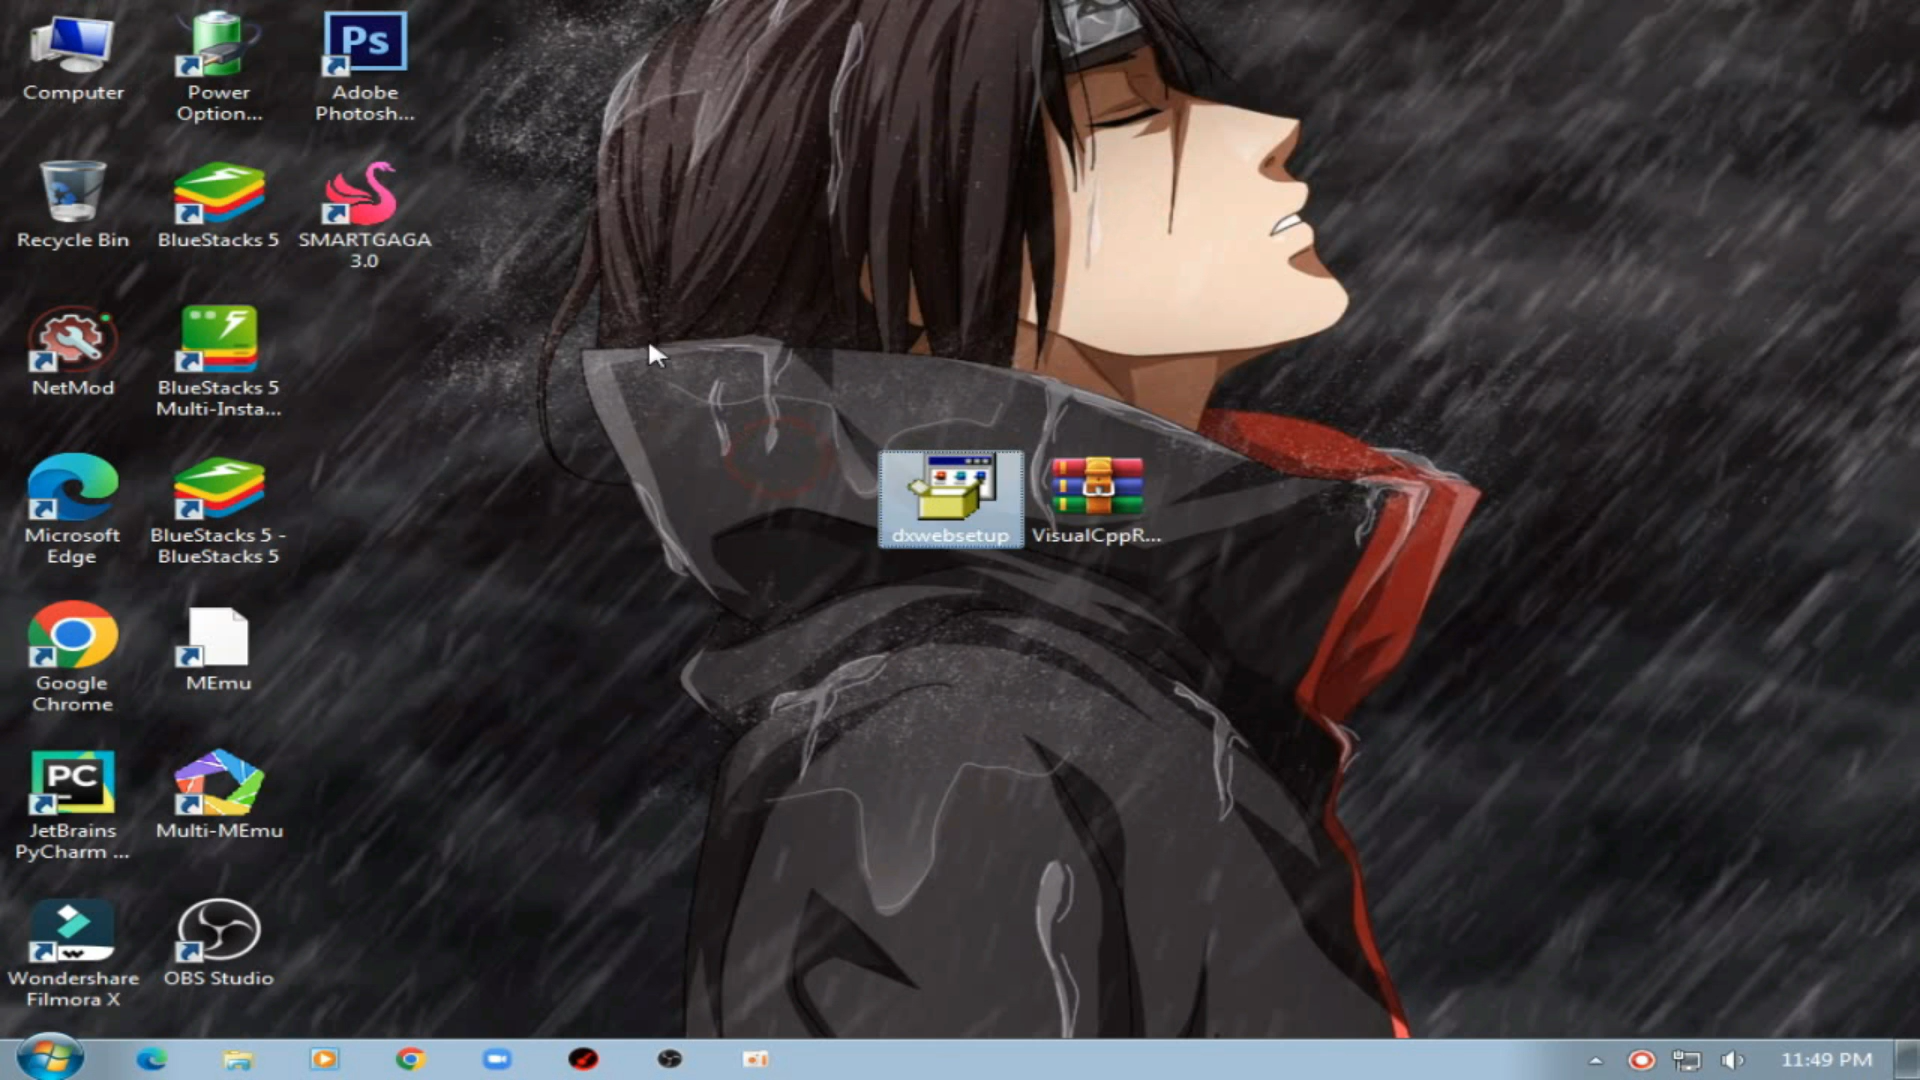 Computer
Power
Option...
Ps
Adobe
Photosh...
Recycle Bin
BlueStacks 5
SMARTGAGA
3.0
NetMod
BlueStacks 5
Multi-Insta...
Microsoft
Edge
BlueStacks 5 -
BlueStacks 5
dxwebsetup
VisualCppR...
Google
Chrome
MEmu
PC
JetBrains
PyCharm ...
Multi-MEmu
Wondershare
Filmora X
OBS Studio
11:49 PM